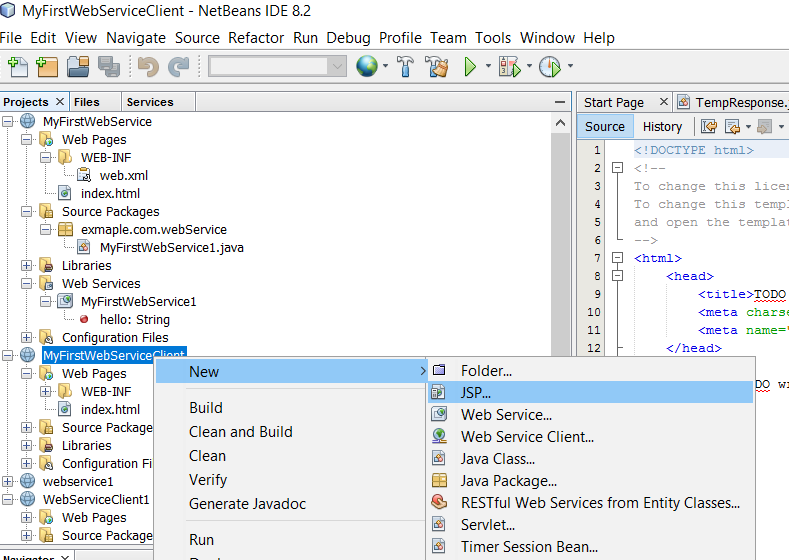 MyFirstWebServiceClient - NetBeans IDE 8.2
File Edit View Navigate Source Refactor Run Debug Profile Team Tools Window Help
Projects Files Services
MyFirstWebService
Web Pages
WEB-INF
web.xml
index.html
Source Packages
exmaple.com.webService
MyFirstWebService1.java
Libraries
Web Services
MyFirstWebService1
hello: String
Configuration Files
MyFirstWebServiceClient
Web Pages
WEB-INF
index.html
Source Package
Libraries
Configuration Fi
webservice1
WebServiceClient1
Web Pages
Source Package
New
Build
Clean and Build
Clean
Verify
Generate Javadoc
Run
Folder...
JSP...
Web Service...
Web Service Client...
Java Class...
Java Package...
RESTful Web Services from Entity Classes...
Servlet...
Timer Session Bean...
Start Page TempResponse.j
Source History
1 <!DOCTYPE html>
2 <!--
3 To change this licen
4 To change this templ
5 and open the templat
6 -->
7 <html>
8 <head>
9 <title>TODO
10 <meta charse
11 <meta name="
12 </head>
DO wi